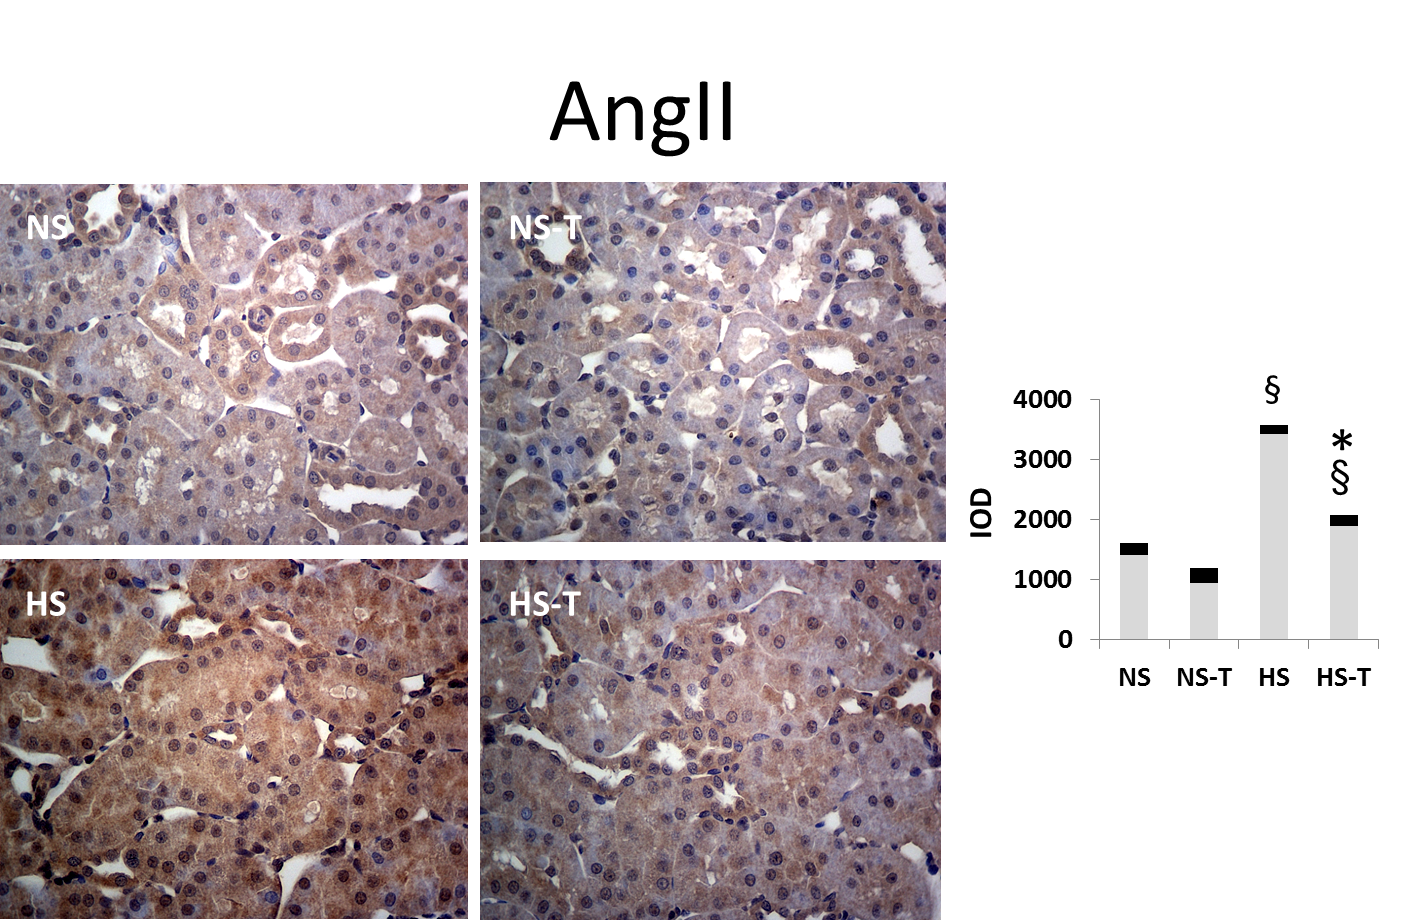 AngII
NS
NS-T
HS
HS-T
§
*
§
4000
3000
2000
1000
0
IOD
NS NS-T HS HS-T